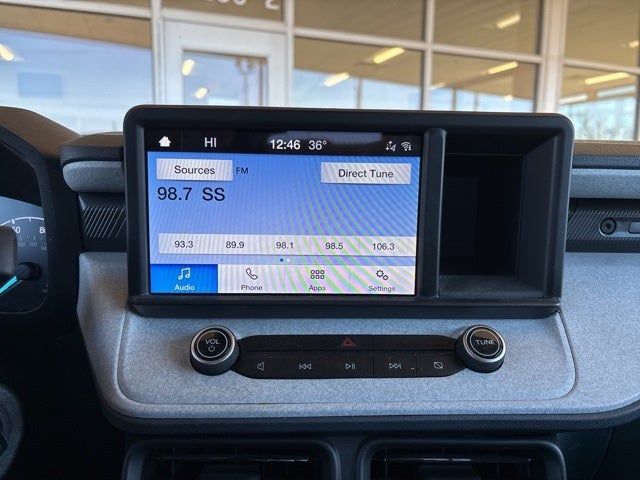 HI 12:46 36°
Sources FM Direct Tune
98.7 SS
93.3 89.9 98.1 98.5 106.3
Audio Phone Apps Settings
VOL TUNE
80